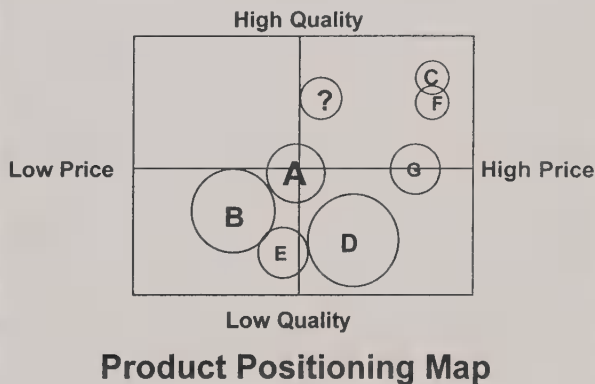 High Quality
C
?
F
Low Price
A
G
High Price
B
E
D
Low Quality
Product Positioning Map